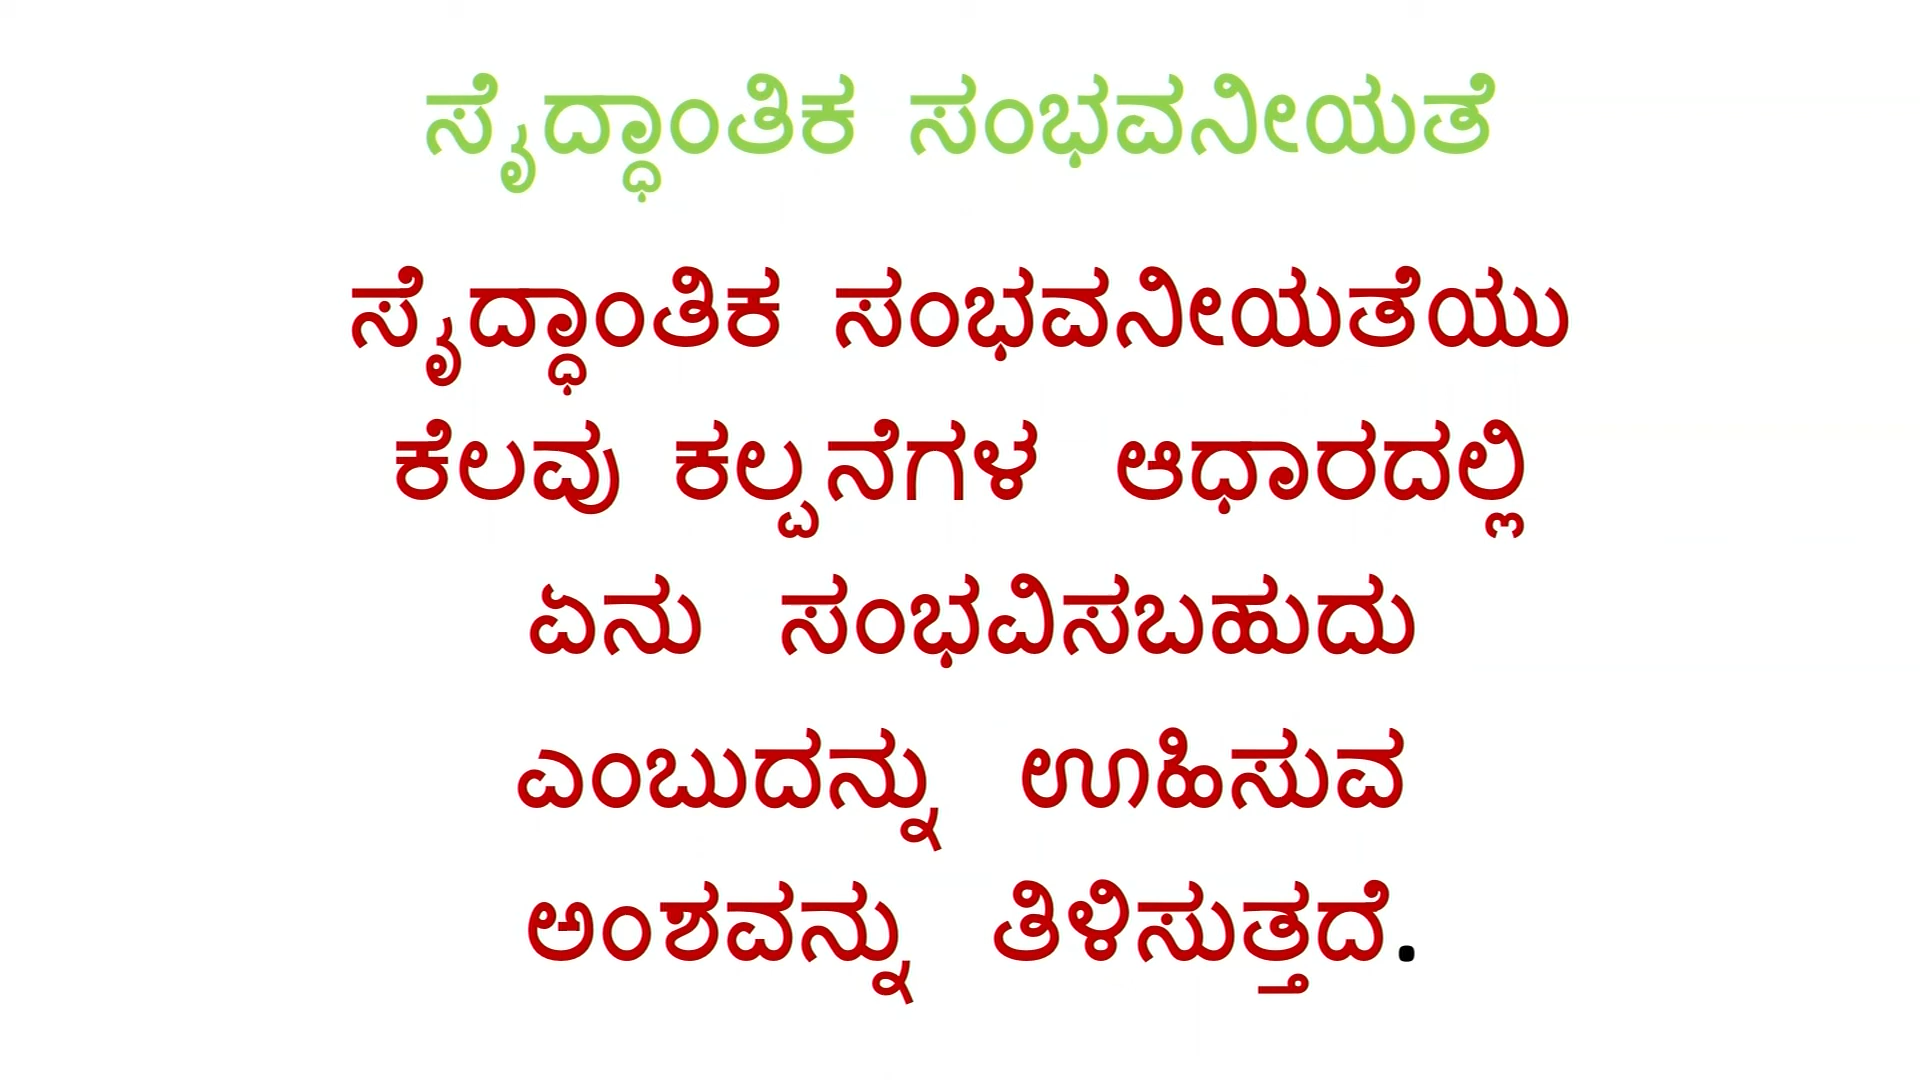 ಸೈದ್ಧಾಂತಿಕ ಸಂಭವನೀಯತೆ
ಸೈದ್ಧಾಂತಿಕ ಸಂಭವನೀಯತೆಯು
ಕೆಲವು ಕಲ್ಪನೆಗಳ ಆಧಾರದಲ್ಲಿ
ಏನು ಸಂಭವಿಸಬಹುದು
ಎಂಬುದನ್ನು ಊಹಿಸುವ
ಅಂಶವನ್ನು ತಿಳಿಸುತ್ತದೆ.